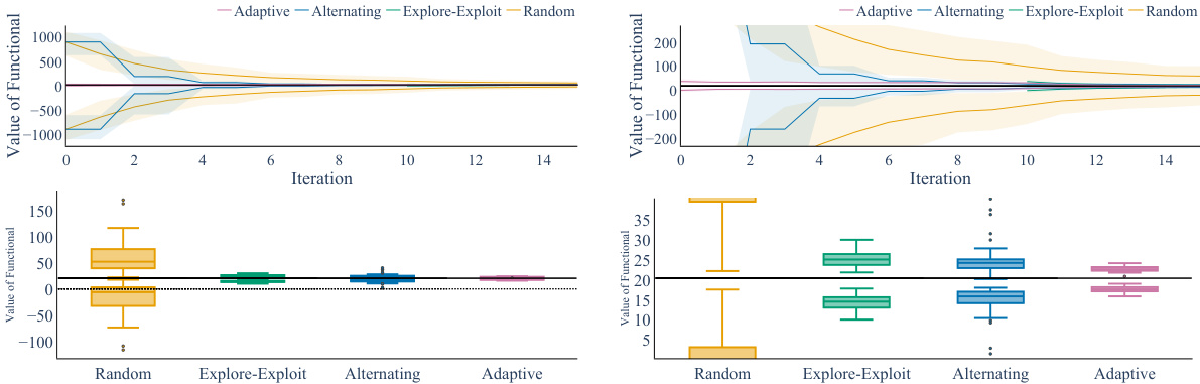 Adaptive Alternating Explore-Exploit Random
Value of Functional
1000
500
0
−500
−1000
0 2 4 6 8 10 12 14
Iteration
Adaptive Alternating Explore-Exploit Random
Value of Functional
200
100
0
−100
−200
0 2 4 6 8 10 12 14
Iteration
Value of Functional
150
100
50
0
−50
−100
Random Explore-Exploit Alternating Adaptive
Value of Functional
35
30
25
20
15
10
5
Random Explore-Exploit Alternating Adaptive